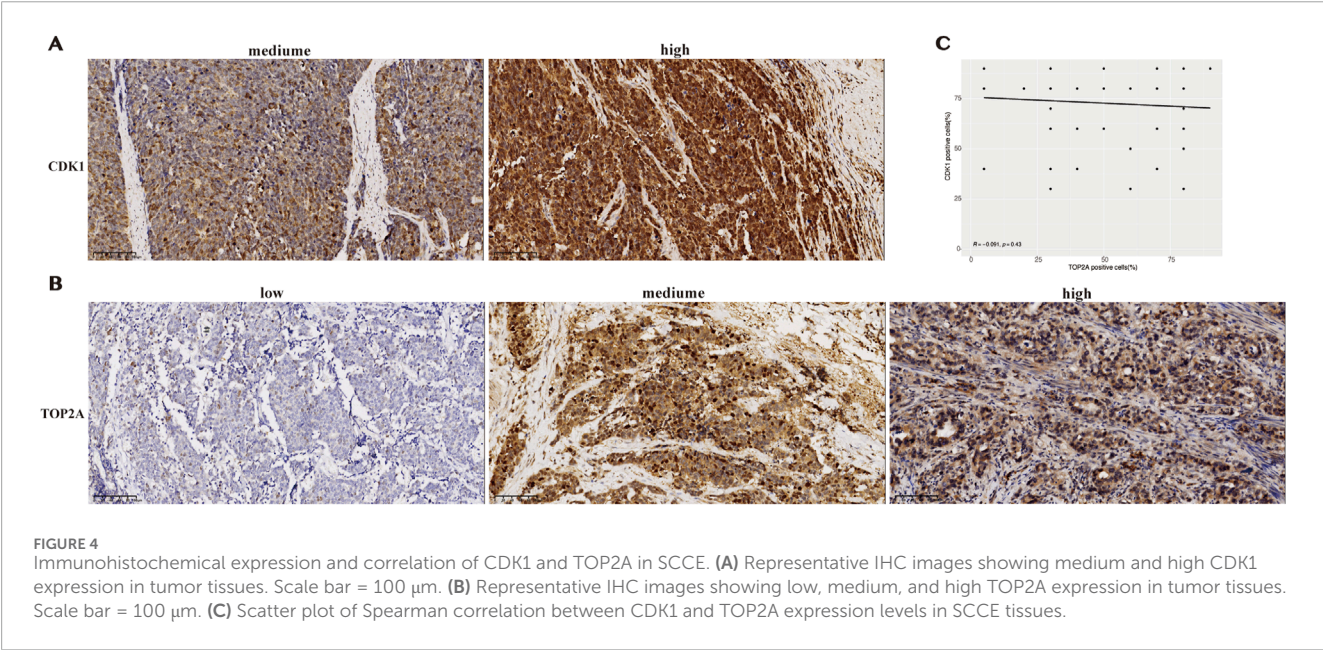 A
mediume
high
C
CDK1
CDK1 positive cells(%)
75
50
25
0
R = −0.091, p = 0.43
0
25
50
75
TOP2A positive cells(%)
B
low
mediume
high
TOP2A
FIGURE 4
Immunohistochemical expression and correlation of CDK1 and TOP2A in SCCE. (A) Representative IHC images showing medium and high CDK1
expression in tumor tissues. Scale bar = 100 μm. (B) Representative IHC images showing low, medium, and high TOP2A expression in tumor tissues.
Scale bar = 100 μm. (C) Scatter plot of Spearman correlation between CDK1 and TOP2A expression levels in SCCE tissues.